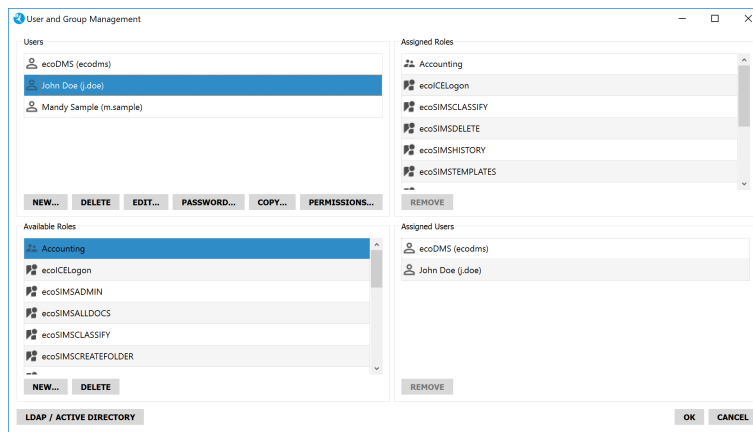 User and Group Management
Users
ecoDMS (ecodms)
John Doe (j.doe)
Mandy Sample (m.sample)
NEW... DELETE EDIT... PASSWORD... COPY... PERMISSIONS...
Assigned Roles
Accounting
ecoICELogon
ecoSIMSCLASSIFY
ecoSIMSDELETE
ecoSIMSHISTORY
ecoSIMSTEMPLATES
REMOVE
Available Roles
Accounting
ecoICELogon
ecoSIMSADMIN
ecoSIMSALLDOCS
ecoSIMSCLASSIFY
ecoSIMSCREATEFOLDER
NEW... DELETE
Assigned Users
ecoDMS (ecodms)
John Doe (j.doe)
REMOVE
LDAP / ACTIVE DIRECTORY
OK CANCEL